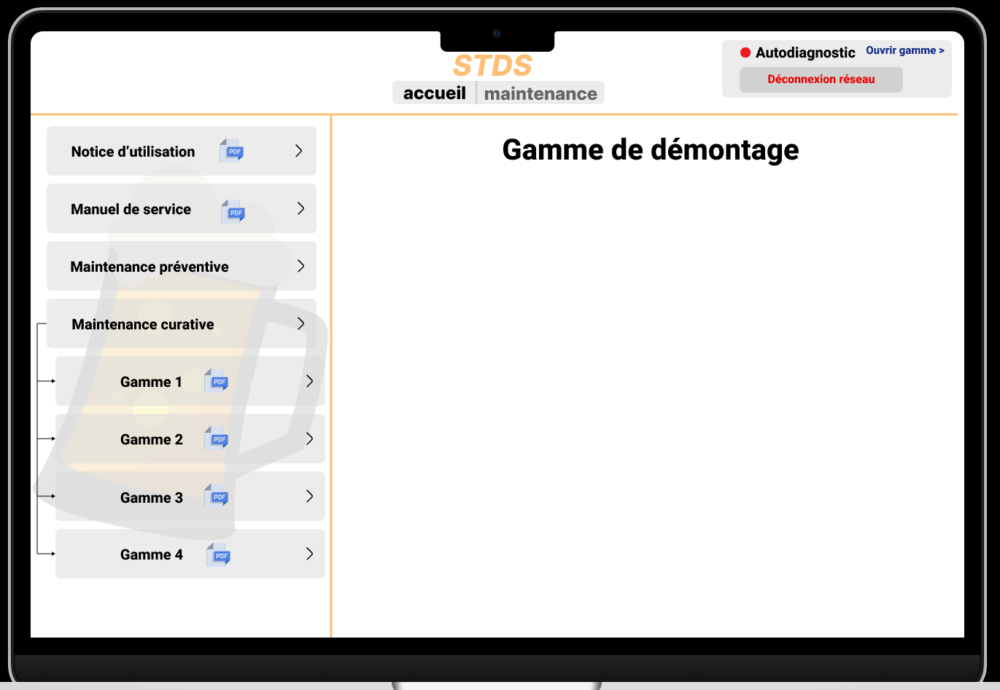 STDS
accueil
maintenance
Autodiagnostic
Ouvrir gamme >
Déconnexion réseau
Notice d’utilisation
PDF
Manuel de service
PDF
Maintenance préventive
Maintenance curative
Gamme 1
PDF
Gamme 2
PDF
Gamme 3
PDF
Gamme 4
PDF
Gamme de démontage